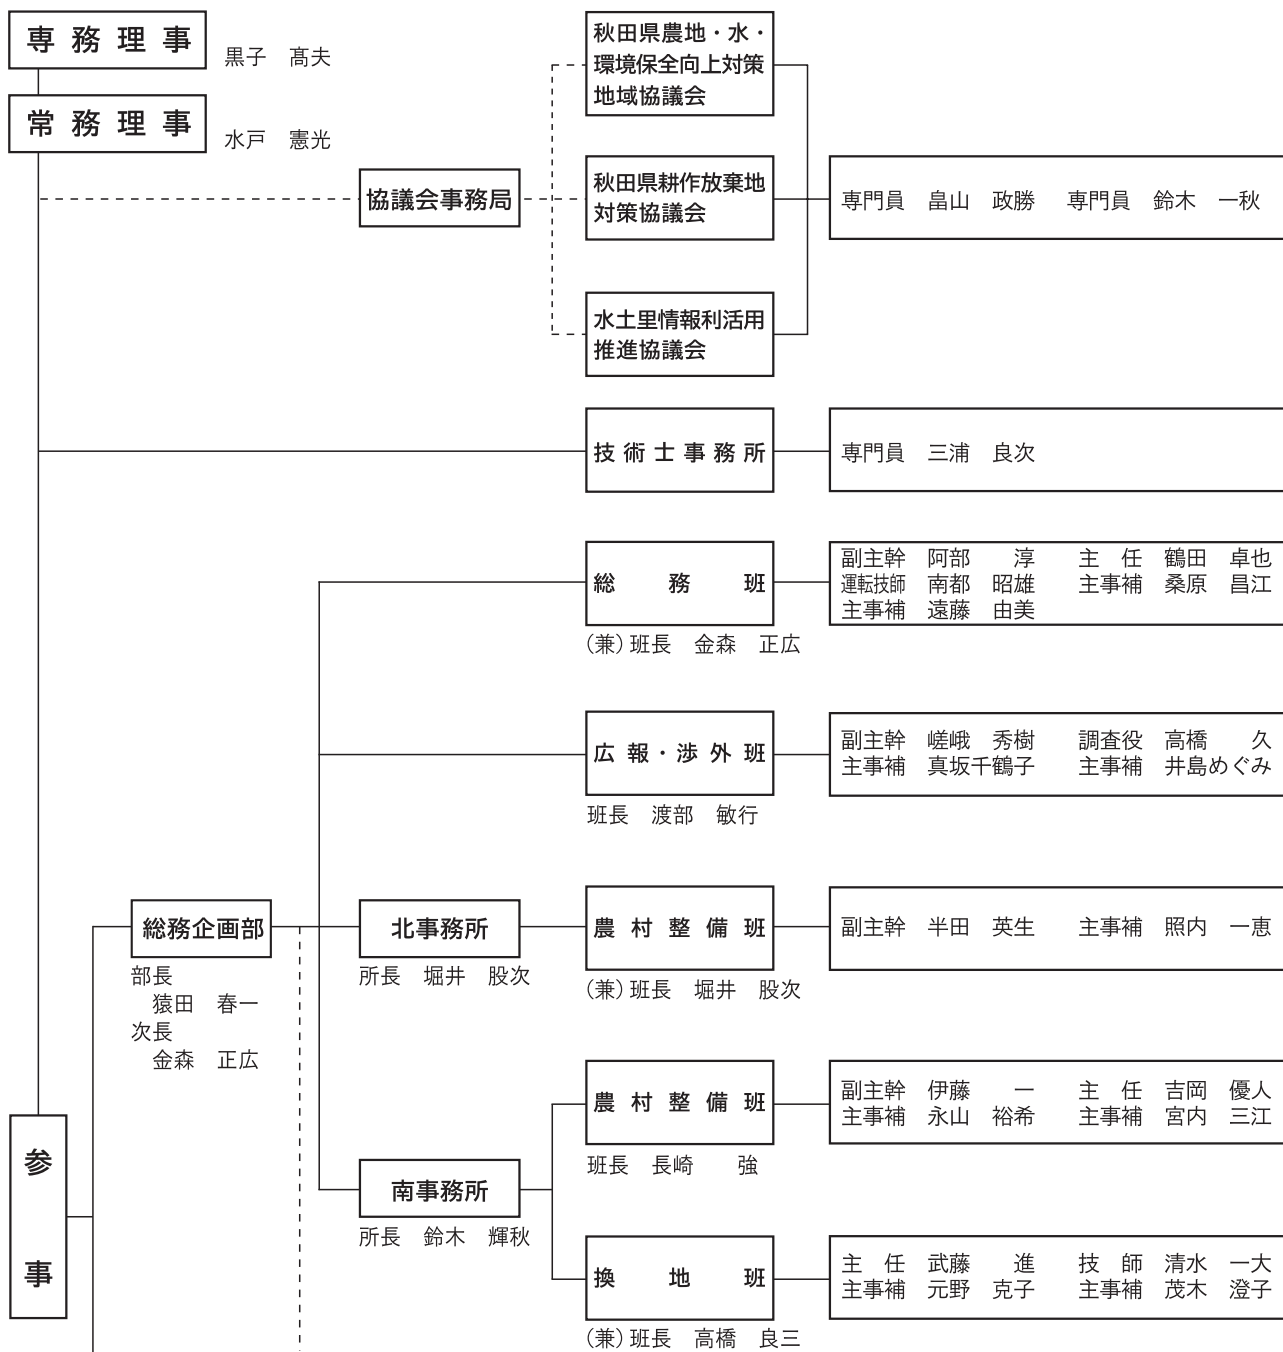 専務理事
黒子　髙夫
常務理事
水戸　憲光
協議会事務局
秋田県農地・水・
環境保全向上対策
地域協議会
秋田県耕作放棄地
対策協議会
専門員　畠山　政勝　専門員　鈴木　一秋
水土里情報利活用
推進協議会
技術士事務所
専門員　三浦　良次
総務班
(兼)班長　金森　正広
副主幹　阿部　淳　主　任　鶴田　卓也
運転技師　南都　昭雄　主事補　桑原　昌江
主事補　遠藤　由美
広報・渉外班
班長　渡部　敏行
副主幹　嵯峨　秀樹　調査役　高橋　久
主事補　真坂千鶴子　主事補　井島めぐみ
総務企画部
部長
猿田　春一
次長
金森　正広
北事務所
所長　堀井　股次
農村整備班
(兼)班長　堀井　股次
副主幹　半田　英生　主事補　照内　一恵
参事
南事務所
所長　鈴木　輝秋
農村整備班
班長　長崎　強
副主幹　伊藤　一　主　任　吉岡　優人
主事補　永山　裕希　主事補　宮内　三江
換地班
(兼)班長　高橋　良三
主　任　武藤　進　技　師　清水　一大
主事補　元野　克子　主事補　茂木　澄子